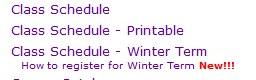 Class Schedule
Class Schedule - Printable
Class Schedule - Winter Term
How to register for Winter Term New!!!